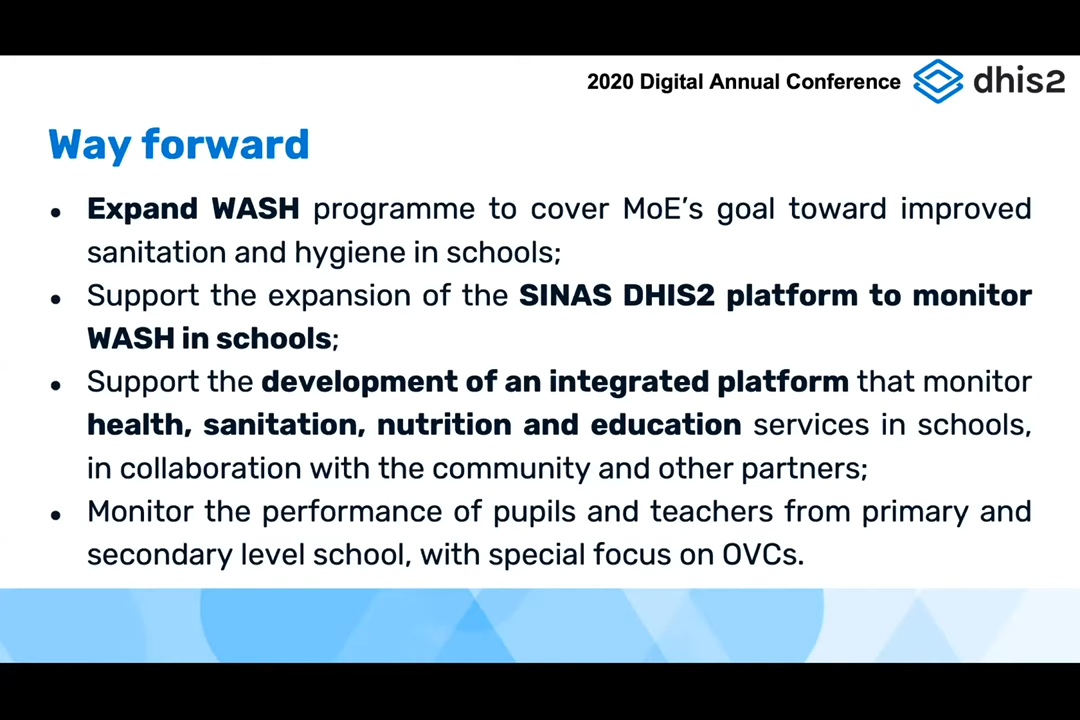 2020 Digital Annual Conference dhis2
Way forward
• Expand WASH programme to cover MoE's goal toward improved
sanitation and hygiene in schools;
• Support the expansion of the SINAS DHIS2 platform to monitor
WASH in schools;
• Support the development of an integrated platform that monitor
health, sanitation, nutrition and education services in schools,
in collaboration with the community and other partners;
• Monitor the performance of pupils and teachers from primary and
secondary level school, with special focus on OVCs.